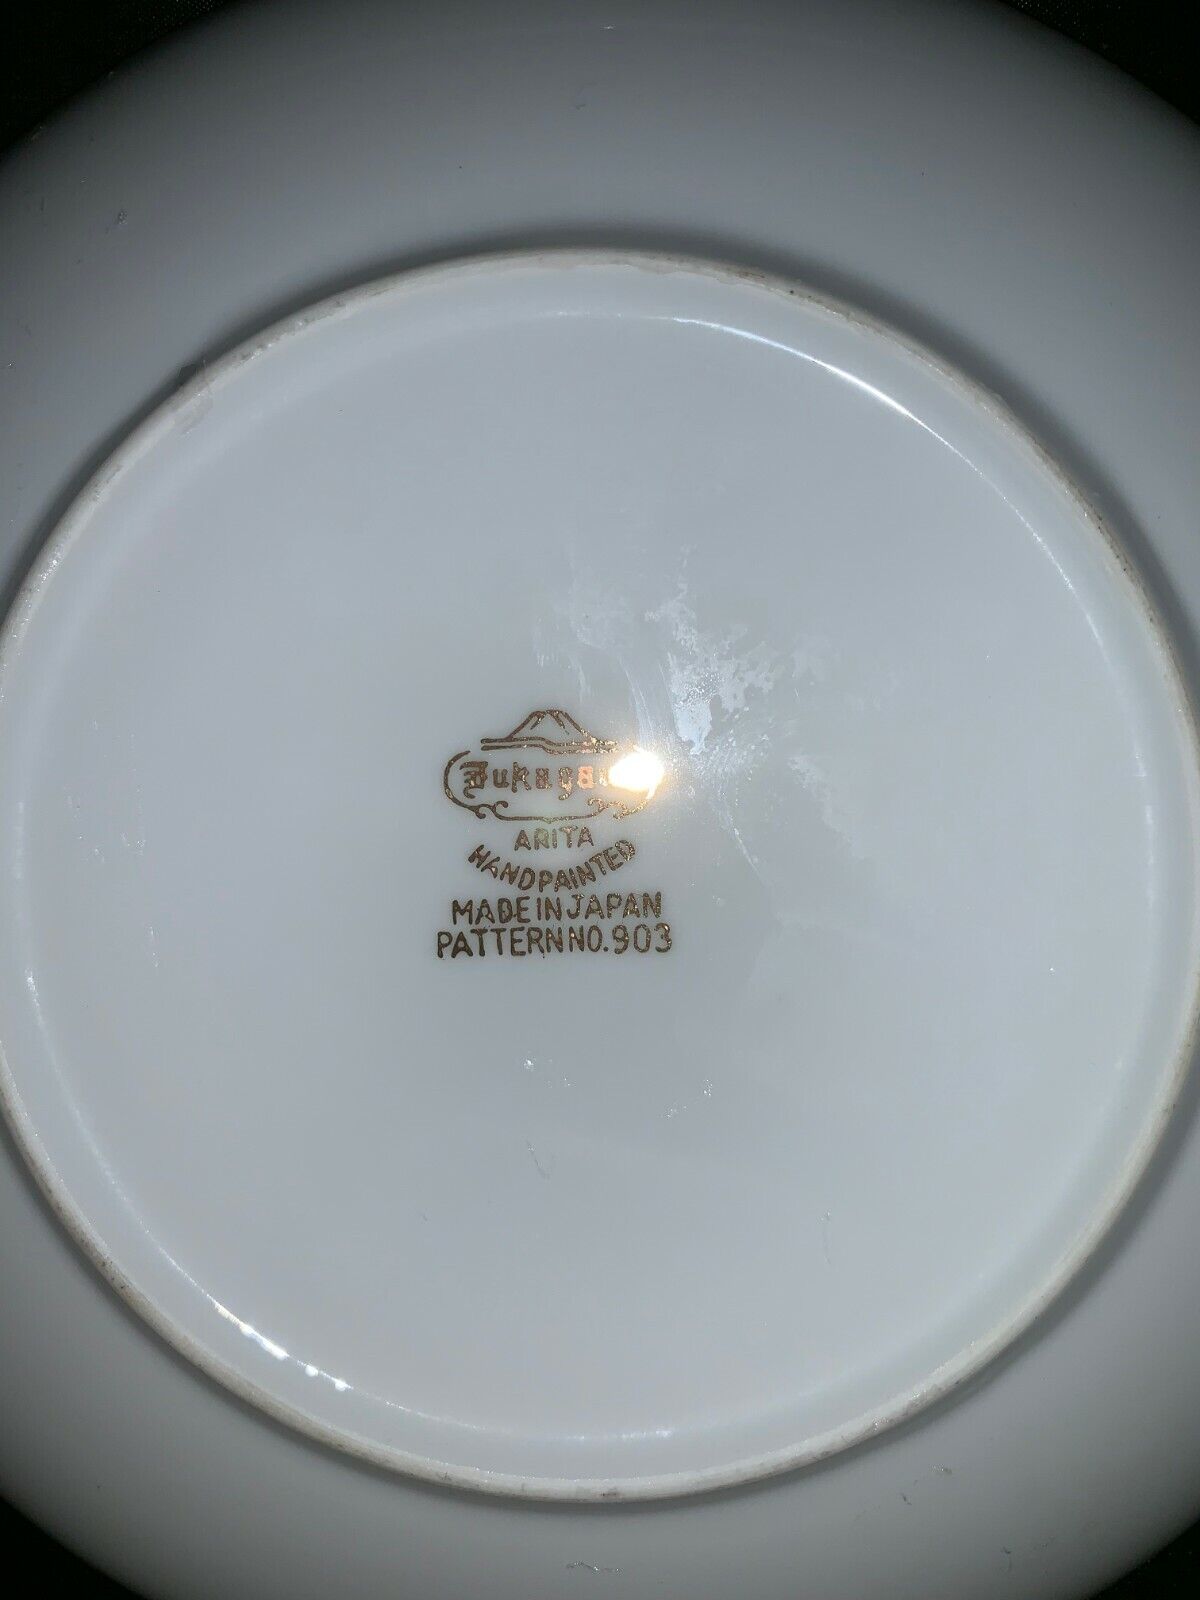 ARITA
HANDPAINTED
MADE IN JAPAN
PATTERN NO. 903